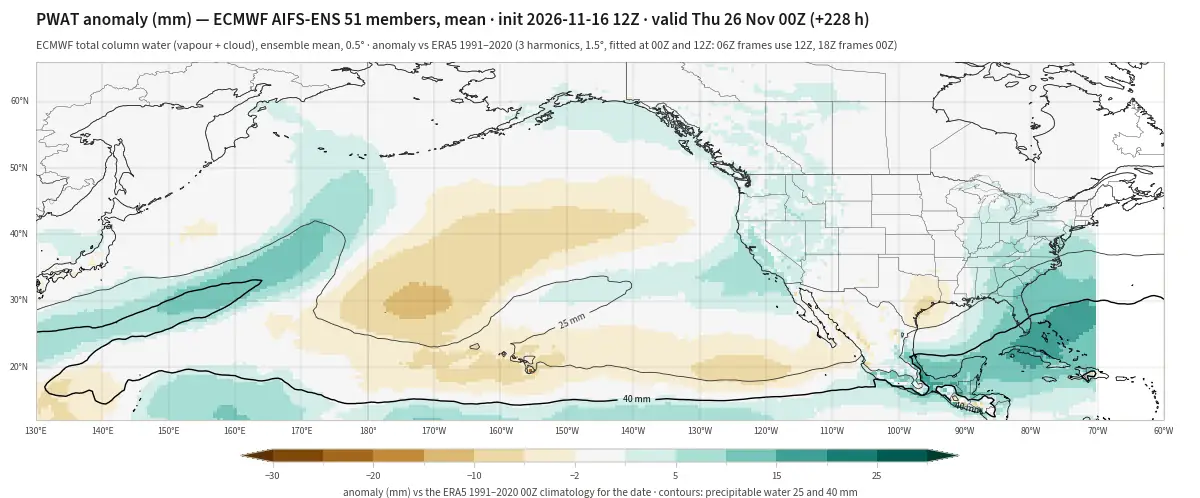 PWAT anomaly (mm) — ECMWF AIFS-ENS 51 members, mean · init 2026-11-16 12Z · valid Thu 26 Nov 00Z (+228 h)
ECMWF total column water (vapour + cloud), ensemble mean, 0.5° · anomaly vs ERA5 1991–2020 (3 harmonics, 1.5°, fitted at 00Z and 12Z: 06Z frames use 12Z, 18Z frames 00Z)
60°N
50°N
40°N
30°N
25 mm
20°N
40 mm
40 mm
130°E 140°E 150°E 160°E 170°E 180° 170°W 160°W 150°W 140°W 130°W 120°W 110°W 100°W 90°W 80°W 70°W 60°W
−30 −20 −10 −2 5 15 25
anomaly (mm) vs the ERA5 1991–2020 00Z climatology for the date · contours: precipitable water 25 and 40 mm